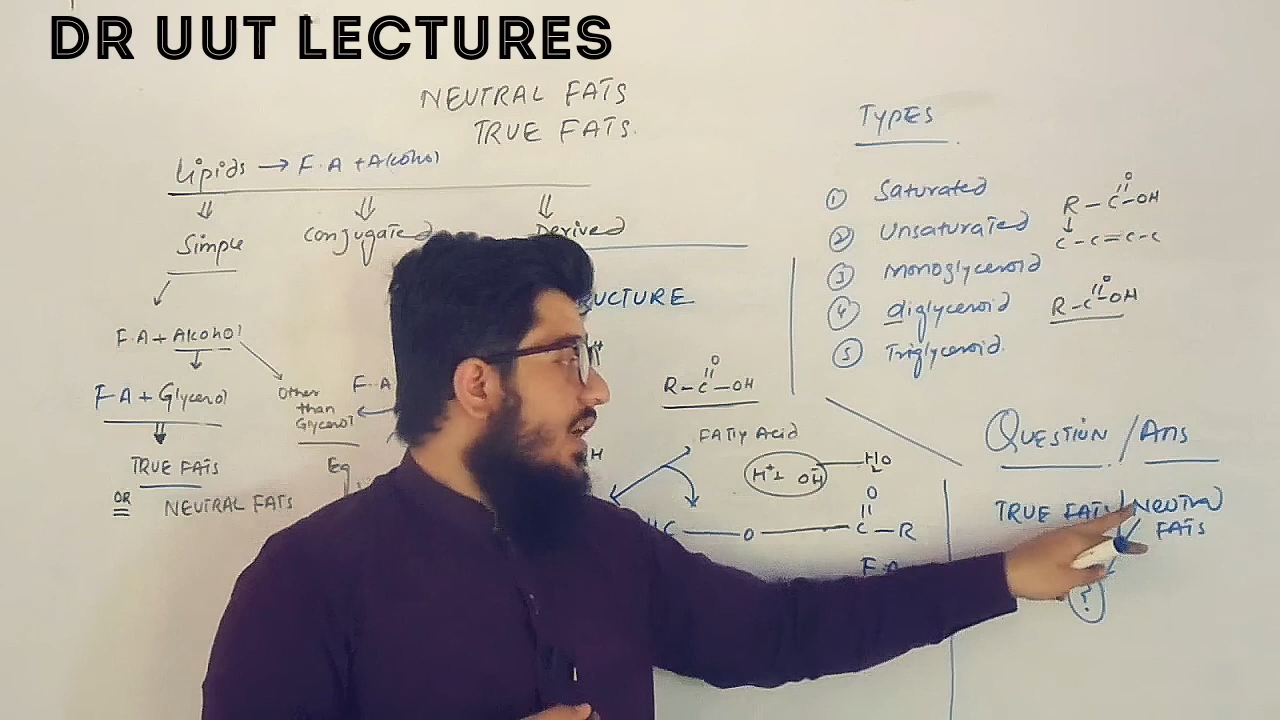 DR UUT LECTURES
NEUTRAL FATS
TRUE FATS.
Lipids → F.A + Alcohol
Simple
Conjugated
Derived
F.A + Alcohol
F.A + Glycerol
TRUE FATS
OR NEUTRAL FATS
Other
than
Glycerol
F.A
Eg
UCTURE
R-C-OH
O
FATTY ACID
H+ OH
H2O
H
C O C-R
O
F.A
TYPES
① Saturated
② Unsaturated
③ Monoglyceroid
④ diglyceroid
⑤ Triglyceroid.
O
R-C-OH
C-C=C-C
O
R-C-OH
QUESTION / Ans
TRUE FATS / Neutral
FATS
?